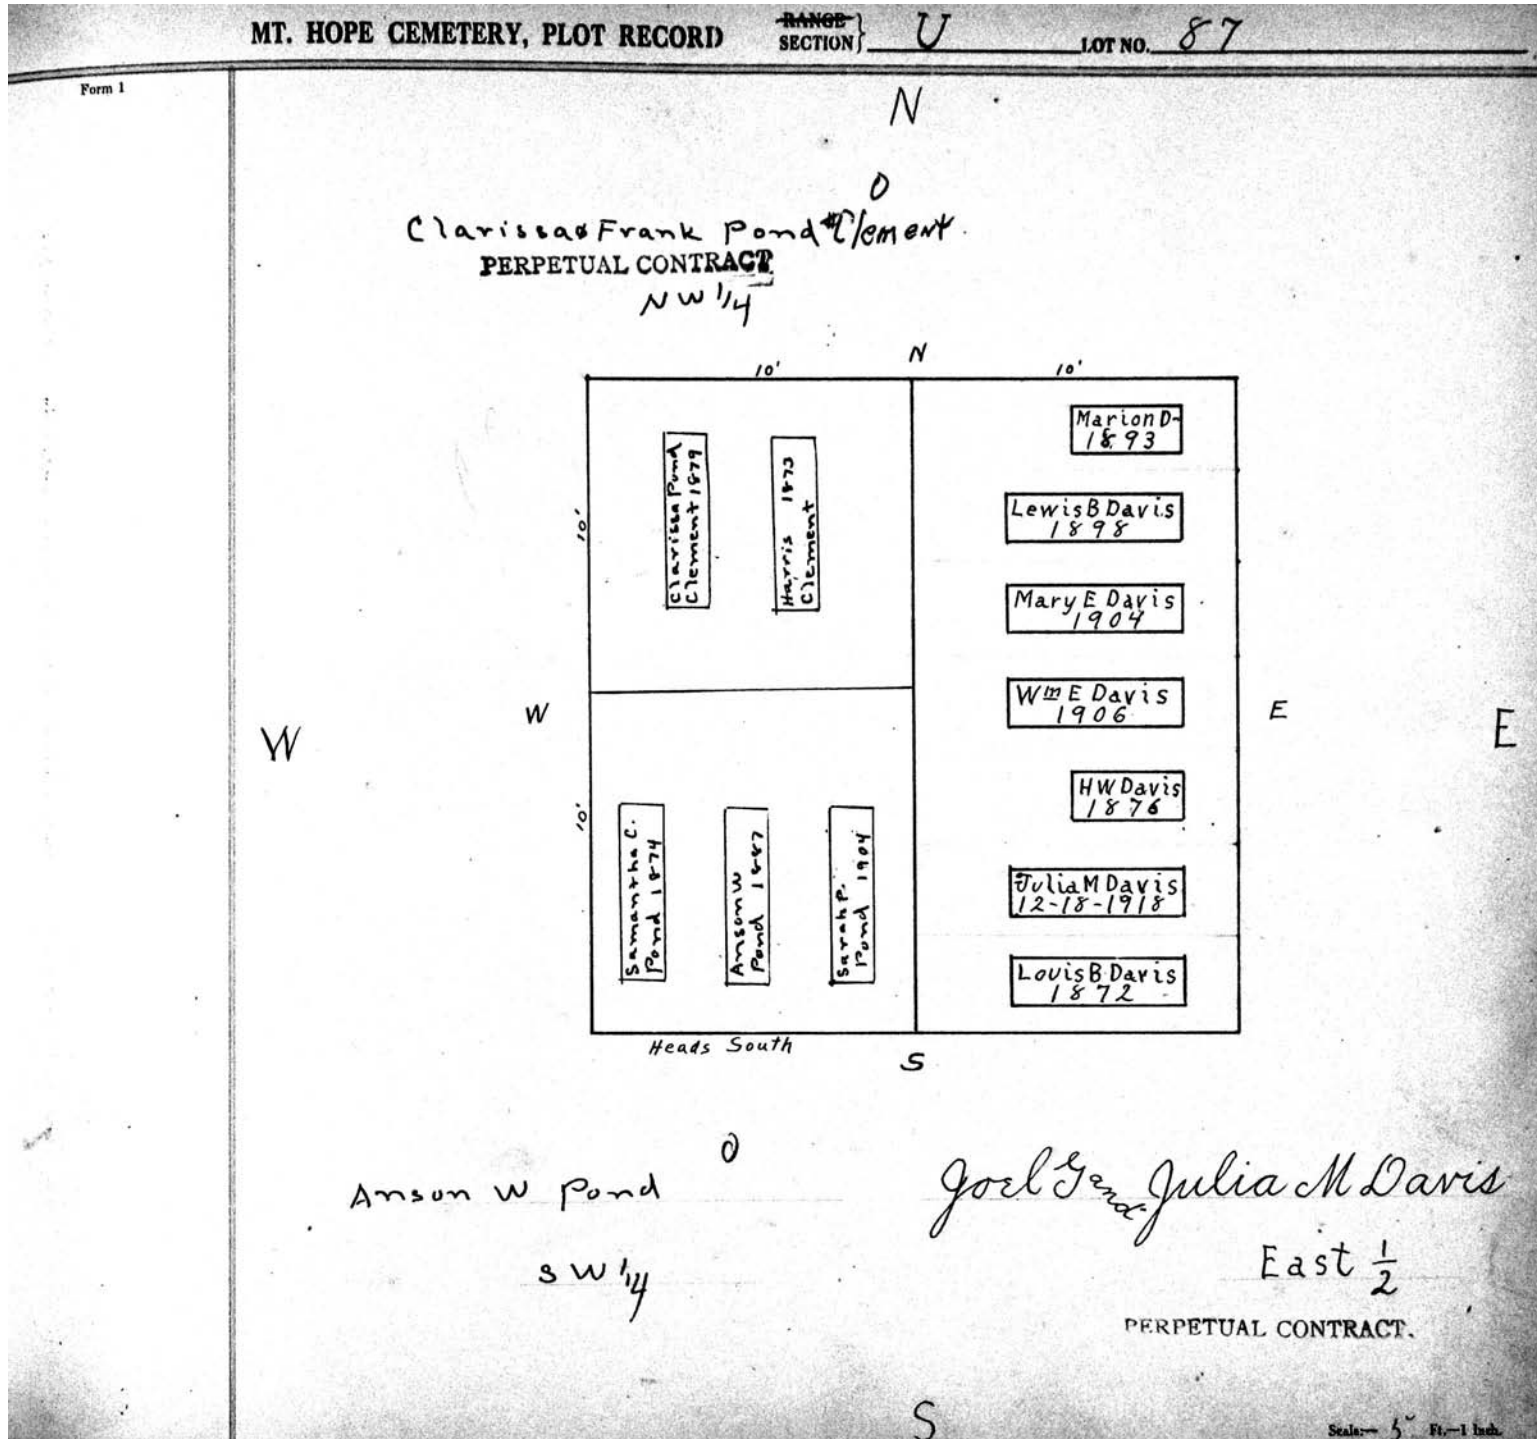 MT. HOPE CEMETERY, PLOT RECORD
RANGE
SECTION } U LOT NO. 87
Form 1
N
O
Clarissa & Frank Pond Clement
PERPETUAL CONTRACT
NW 1/4
N
10' 10'
Marion D-
1893
Clarissa Pond
Clement 1879
Harris 1873
Clement
10'
Lewis B Davis
1898
Mary E Davis
1904
W
W
Wm E Davis
1906
E
E
HW Davis
1876
10'
Samantha C.
Pond 1874
Anson W
Pond 1887
Sarah P.
Pond 1904
Julia M Davis
12-18-1918
Louis B Davis
1872
Heads South
S
O
Anson W Pond
SW 1/4
Joel G and Julia M Davis
East 1/2
PERPETUAL CONTRACT.
S
Scale:— 5 Ft.—1 Inch.